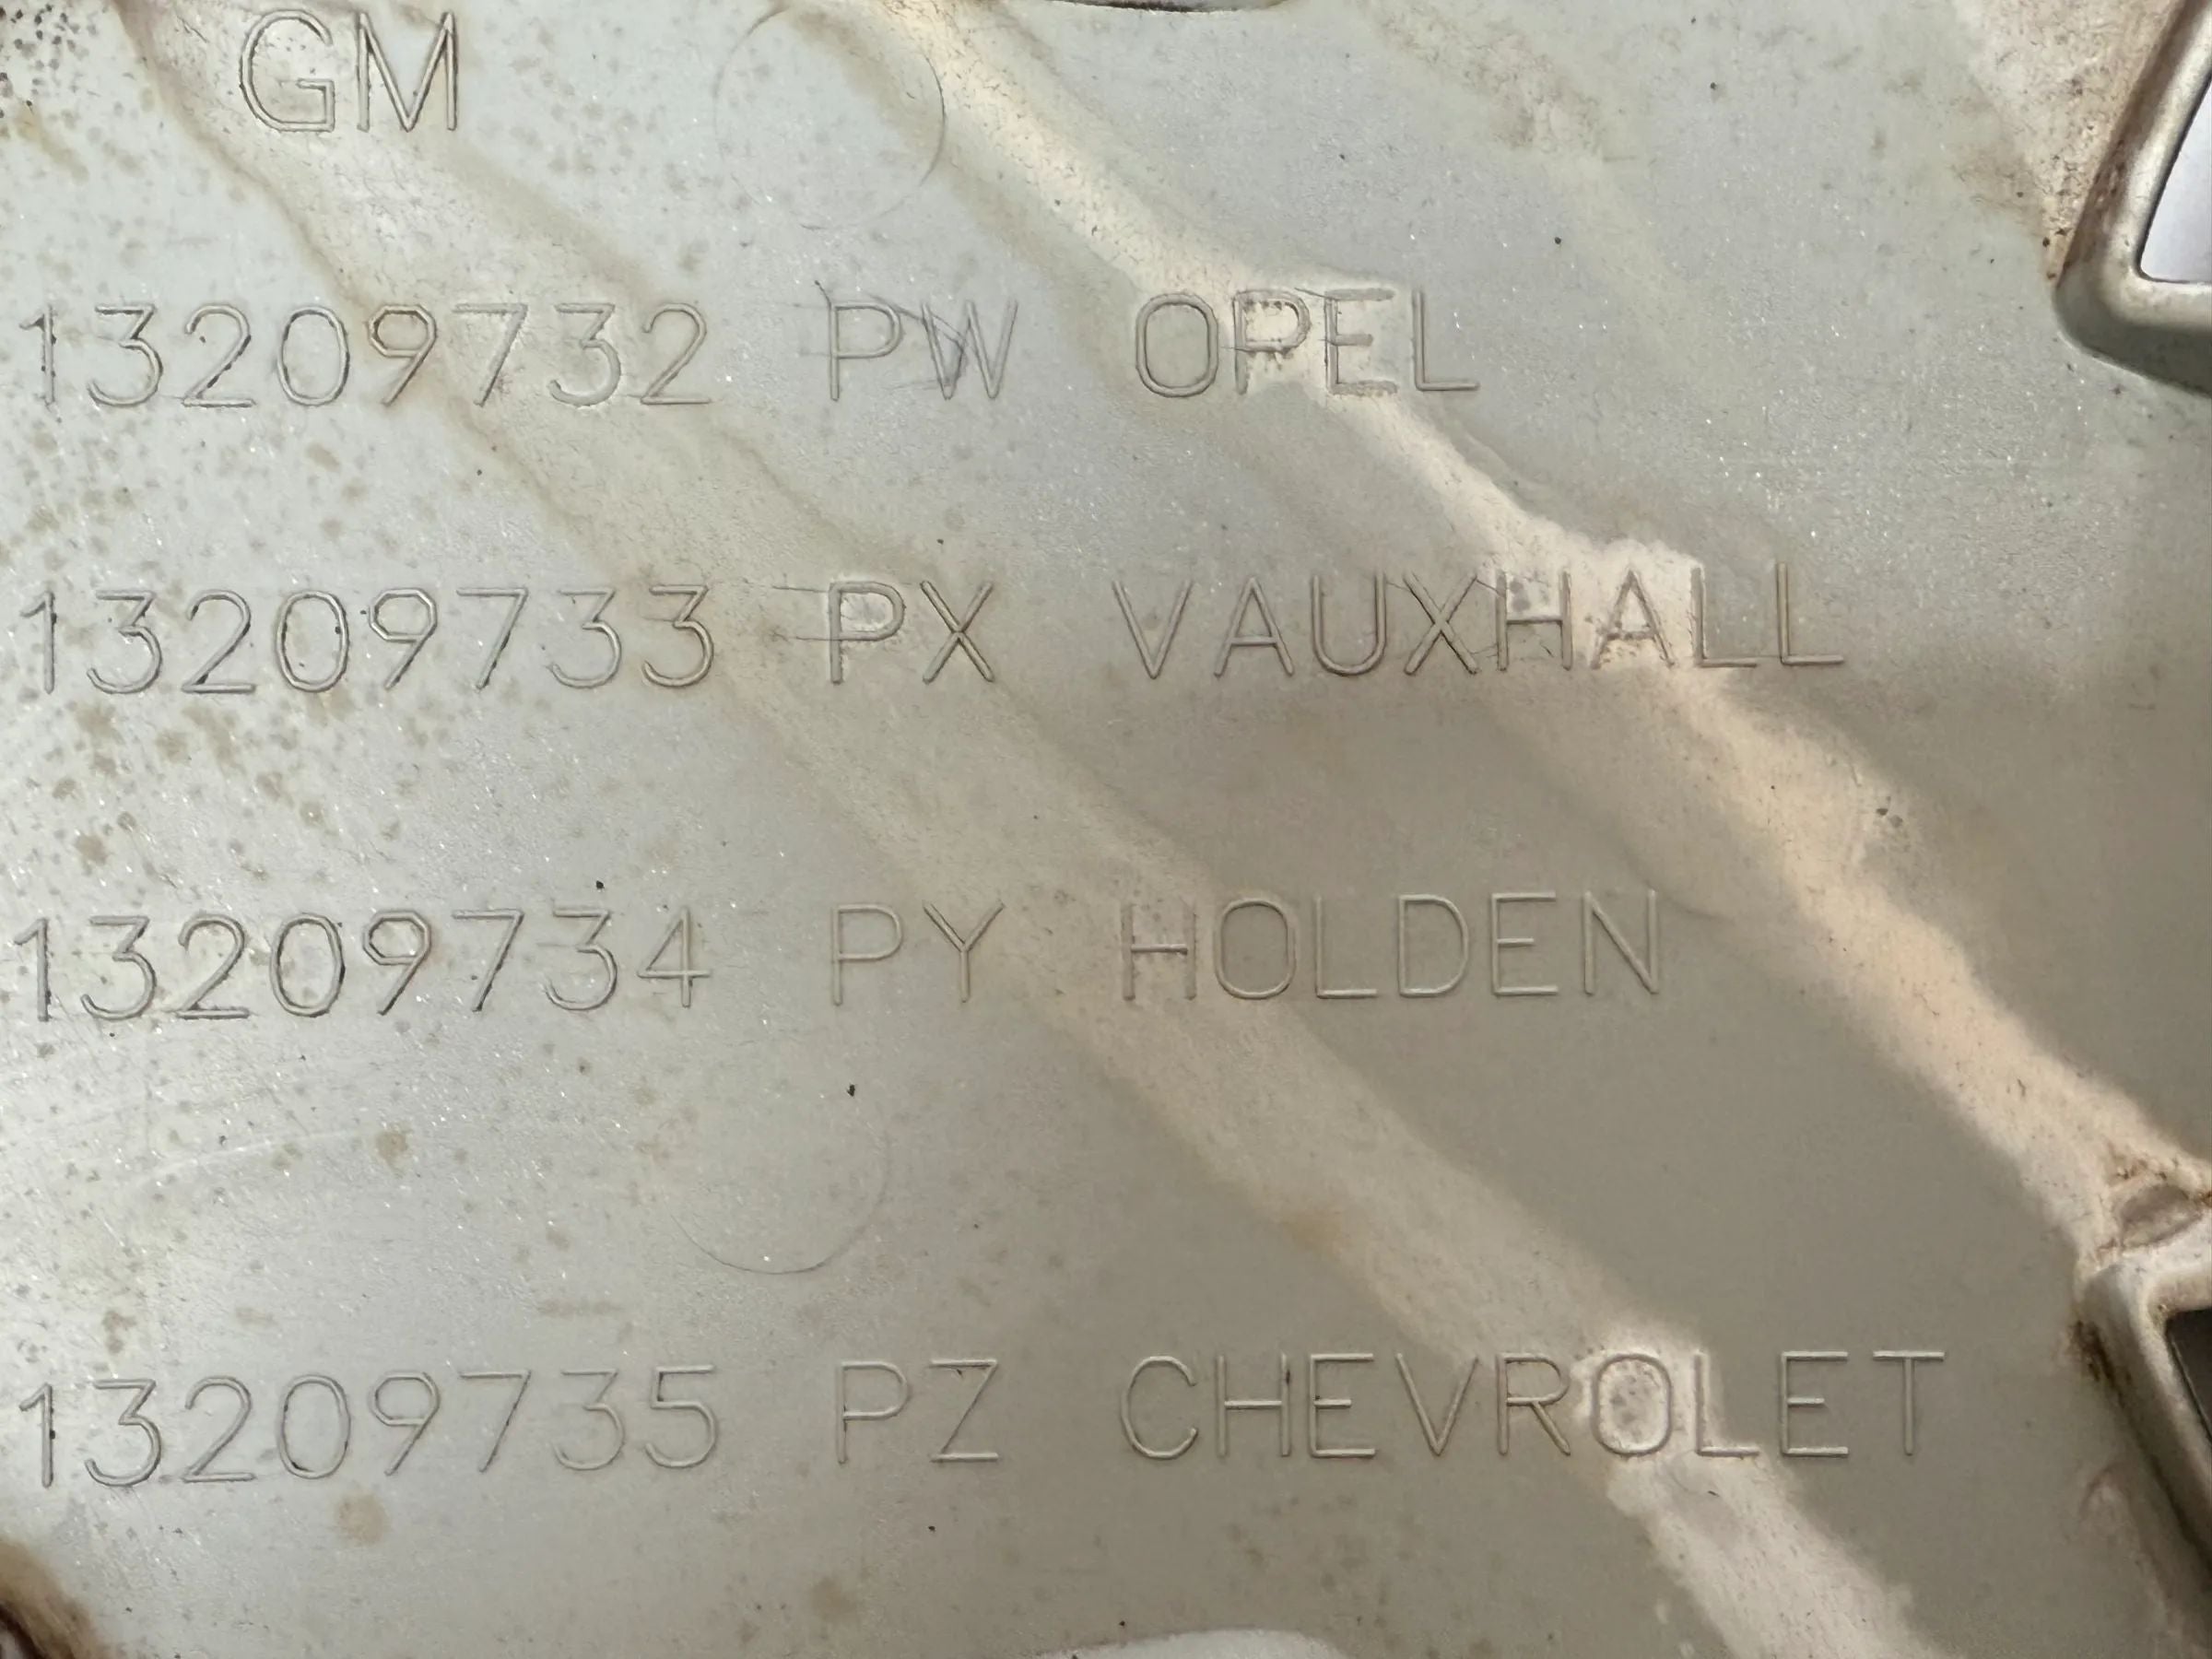 GM
13209732 PW OPEL
13209733 PX VAUXHALL
13209734 PY HOLDEN
13209735 PZ CHEVROLET